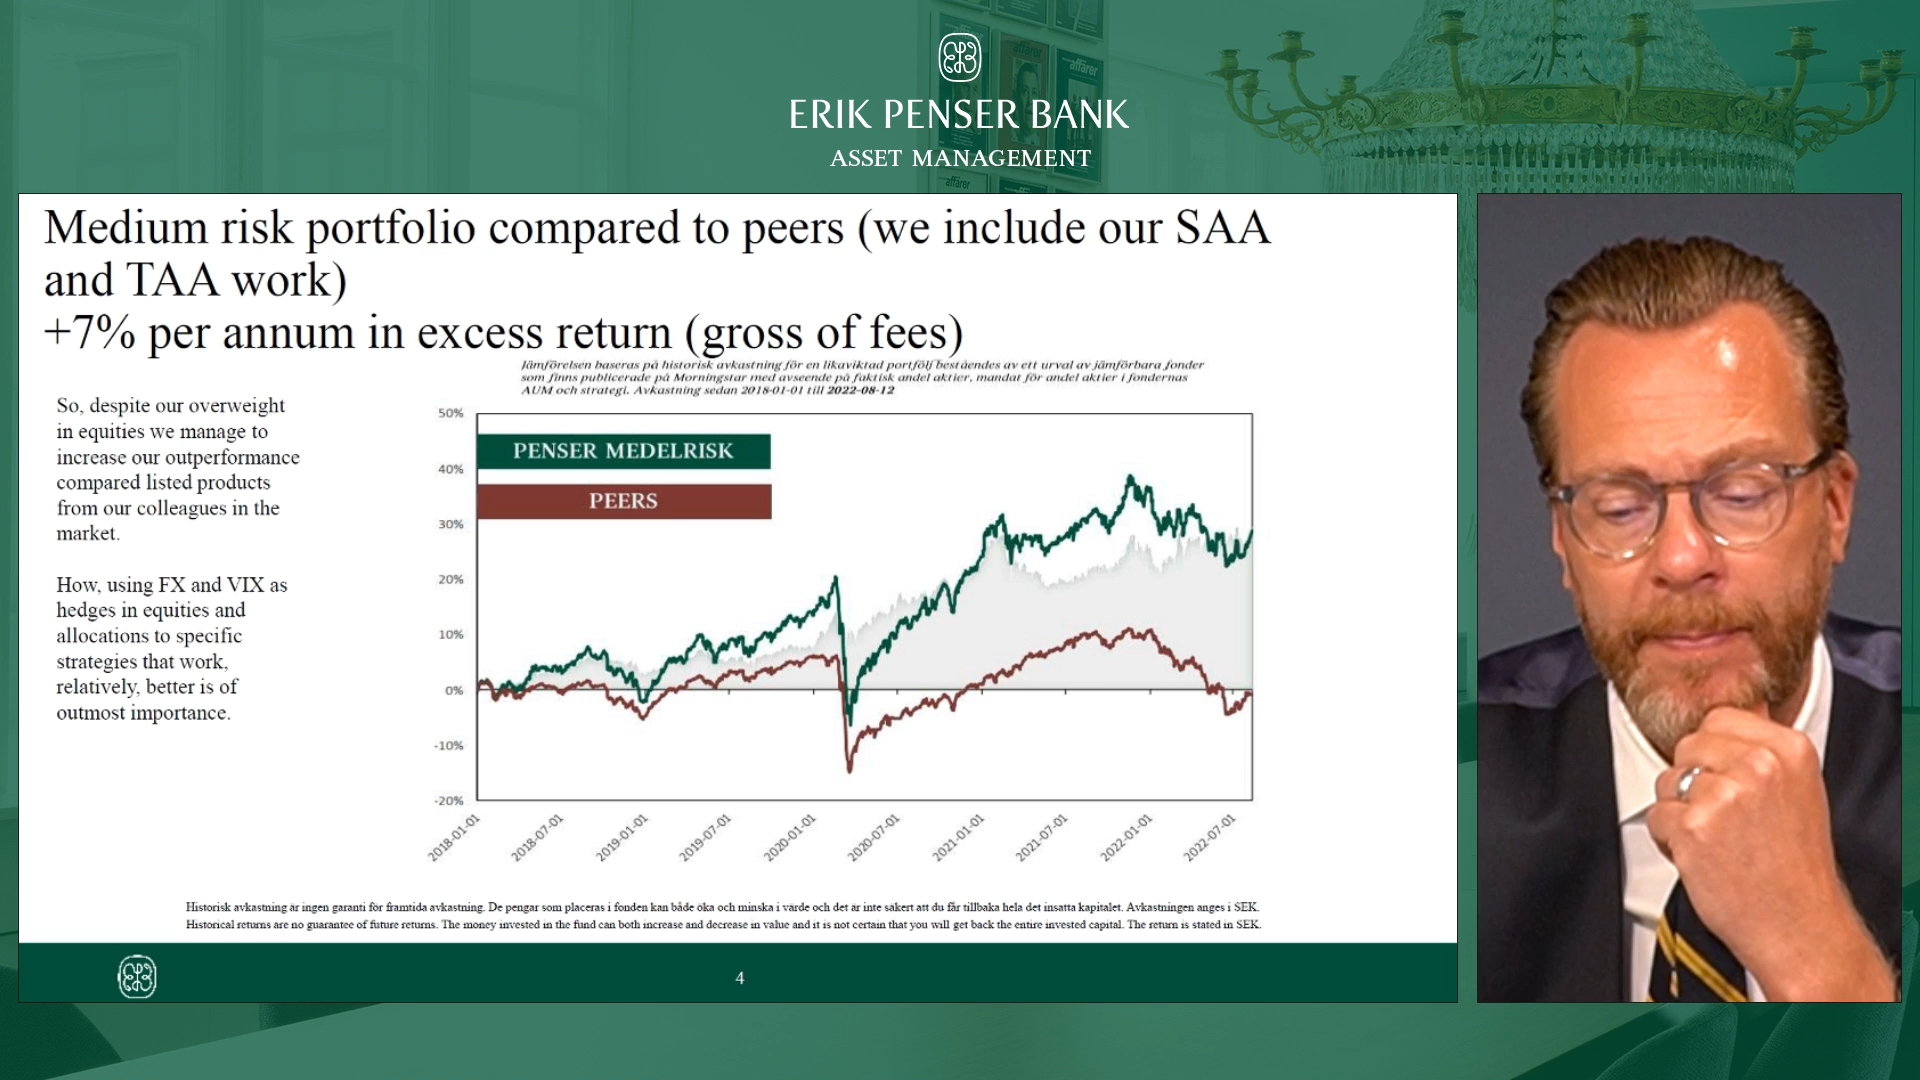 affärer
affärer
ERIK PENSER BANK
ASSET MANAGEMENT
affärer
affärer
Medium risk portfolio compared to peers (we include our SAA
and TAA work)
+7% per annum in excess return (gross of fees)
Jämförelsen baseras på historisk avkastning för en likaviktad portfölj beståendes av ett urval av jämförbara fonder
som finns publicerade på Morningstar med avseende på faktisk andel aktier, mandat för andel aktier i fondernas
AUM och strategi. Avkastning sedan 2018-01-01 till 2022-08-12
So, despite our overweight
in equities we manage to
increase our outperformance
compared listed products
from our colleagues in the
market.
How, using FX and VIX as
hedges in equities and
allocations to specific
strategies that work,
relatively, better is of
outmost importance.
50%
40%
30%
20%
10%
0%
-10%
-20%
PENSER MEDELRISK
PEERS
2018-01-01
2018-07-01
2019-01-01
2019-07-01
2020-01-01
2020-07-01
2021-01-01
2021-07-01
2022-01-01
2022-07-01
Historisk avkastning är ingen garanti för framtida avkastning. De pengar som placeras i fonden kan både öka och minska i värde och det är inte säkert att du får tillbaka hela det insatta kapitalet. Avkastningen anges i SEK.
Historical returns are no guarantee of future returns. The money invested in the fund can both increase and decrease in value and it is not certain that you will get back the entire invested capital. The return is stated in SEK.
4